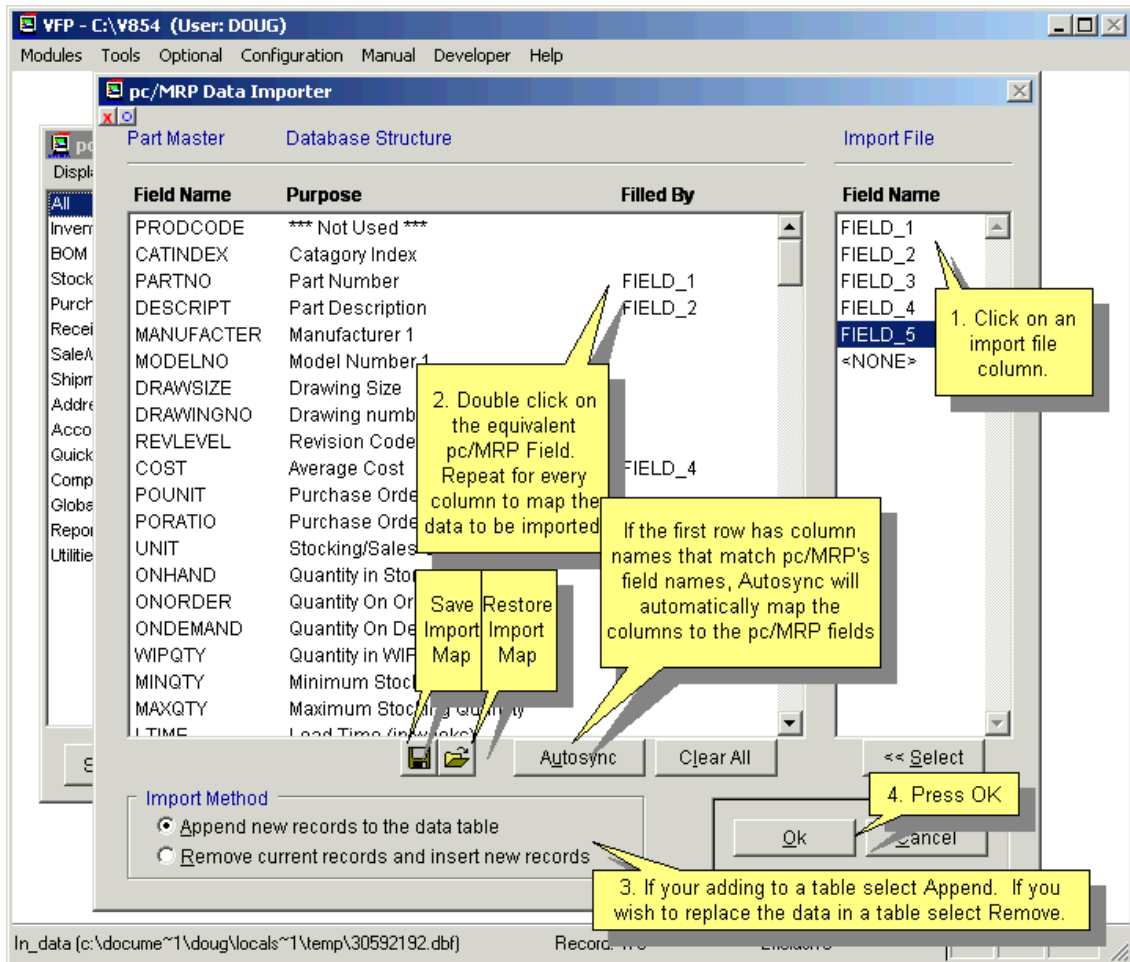 VFP - C:\V854 (User: DOUG)
Modules Tools Optional Configuration Manual Developer Help
pc/MRP Data Importer
Part Master Database Structure Import File
Field Name Purpose Filled By Field Name
PRODCODE *** Not Used ***
CATINDEX Catagory Index
PARTNO Part Number FIELD_1
DESCRIPT Part Description FIELD_2
MANUFACTER Manufacturer 1
MODELNO Model Number 1
DRAWSIZE Drawing Size
DRAWINGNO Drawing numb
REVLEVEL Revision Code
COST Average Cost FIELD_4
POUNIT Purchase Orde
PORATIO Purchase Orde
UNIT Stocking/Sales
ONHAND Quantity in Sto
ONORDER Quantity On Or
ONDEMAND Quantity On De
WIPQTY Quantity in WIP
MINQTY Minimum Stoc
MAXQTY Maximum Stocking Quantity
LTIME Lead Time (in weeks)
FIELD_1
FIELD_2
FIELD_3
FIELD_4
FIELD_5
<NONE>
1. Click on an
import file
column.
2. Double click on
the equivalent
pc/MRP Field.
Repeat for every
column to map the
data to be imported
If the first row has column
names that match pc/MRP's
field names, Autosync will
automatically map the
columns to the pc/MRP fields
Save
Import
Map
Restore
Import
Map
Autosync Clear All << Select
Import Method
Append new records to the data table
Remove current records and insert new records
4. Press OK
Ok Cancel
3. If your adding to a table select Append. If you
wish to replace the data in a table select Remove.
pc
Displ
All
Inven
BOM
Stock
Purch
Recei
Sale/
Shipm
Addre
Acco
Quick
Comp
Globa
Repor
Utilitie
S
In_data (c:\docume~1\doug\locals~1\temp\30592192.dbf) Record: